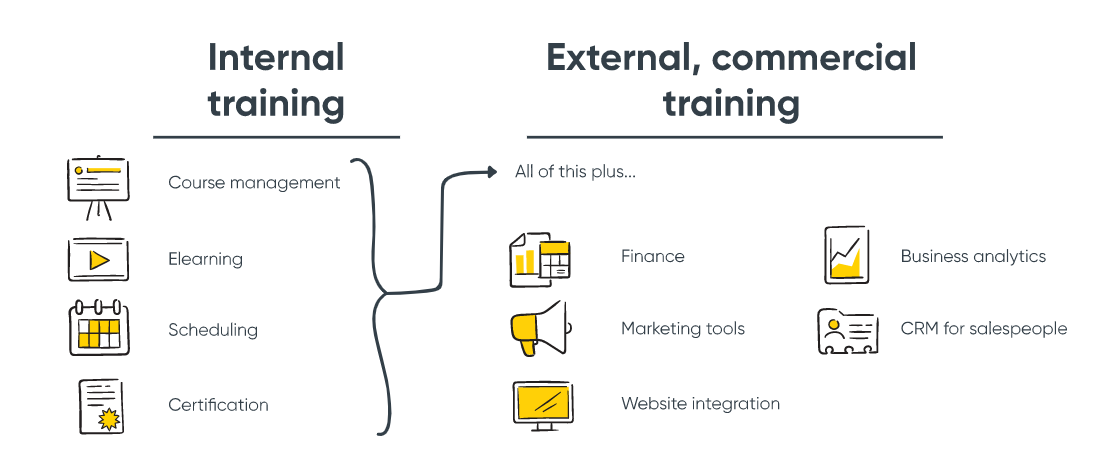 Internal
training
Course management
Elearning
Scheduling
Certification
External, commercial
training
All of this plus...
Finance
Business analytics
Marketing tools
CRM for salespeople
Website integration